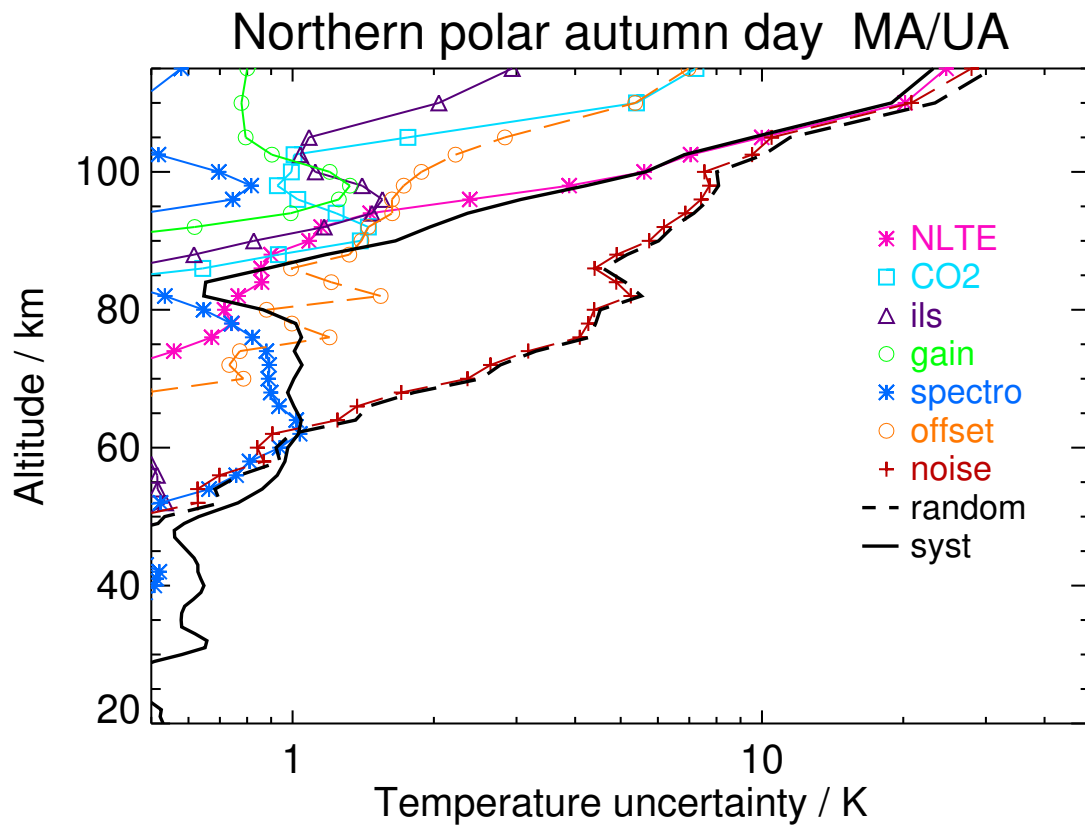 Northern polar autumn day  MA/UA
Altitude / km
100
80
60
40
20
NLTE
CO2
ils
gain
spectro
offset
noise
random
syst
1
10
Temperature uncertainty / K